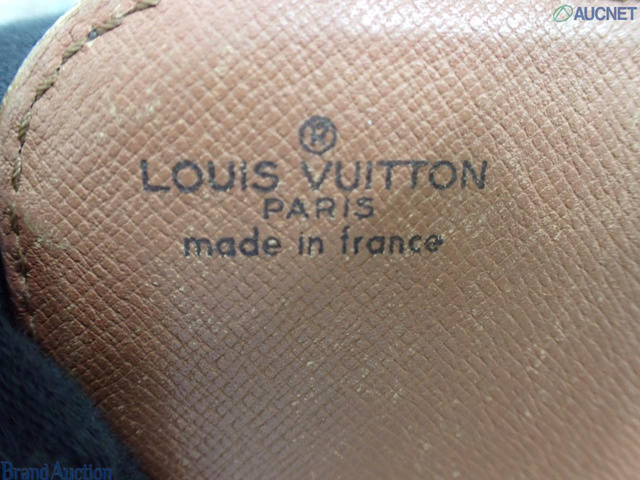 AUCNET
LOUIS VUITTON
PARIS
made in france
Brand Auction